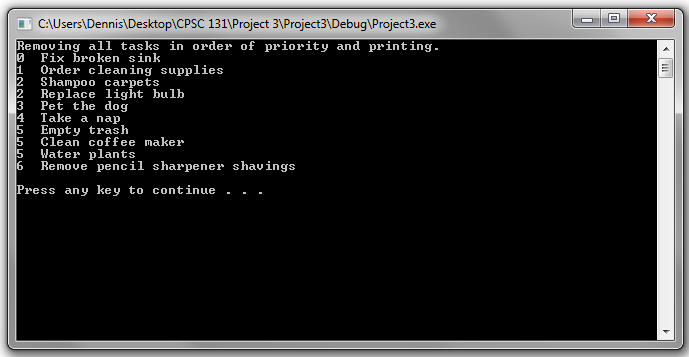 C:\Users\Dennis\Desktop\CPSC 131\Project 3\Project3\Debug\Project3.exe
Removing all tasks in order of priority and printing.
0  Fix broken sink
1  Order cleaning supplies
2  Shampoo carpets
2  Replace light bulb
3  Pet the dog
4  Take a nap
5  Empty trash
5  Clean coffee maker
5  Water plants
6  Remove pencil sharpener shavings
Press any key to continue . . .